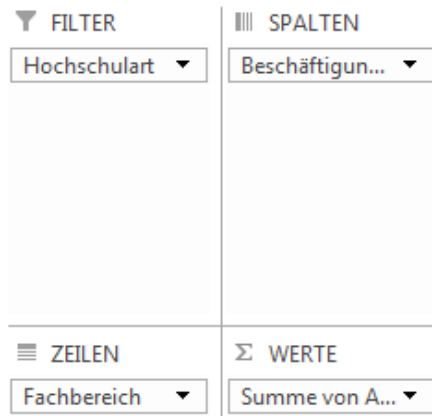 FILTER
SPALTEN
Hochschulart
Beschäftigun...
ZEILEN
Σ WERTE
Fachbereich
Summe von A...